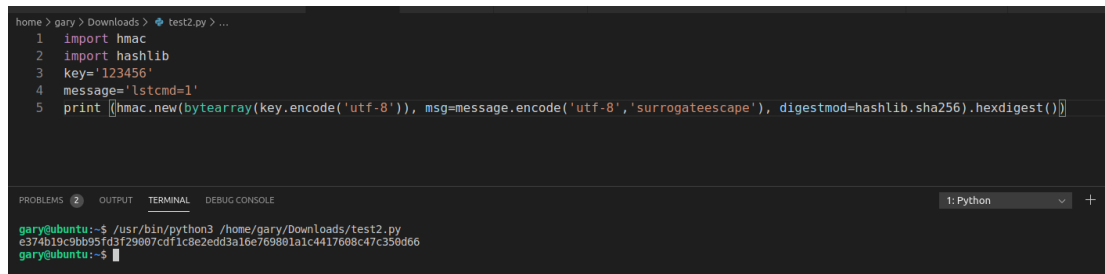 home > gary > Downloads > test2.py > ...
1 import hmac
2 import hashlib
3 key='123456'
4 message='lstcmd=1'
5 print (hmac.new(bytearray(key.encode('utf-8')), msg=message.encode('utf-8','surrogateescape'), digestmod=hashlib.sha256).hexdigest())
PROBLEMS 2 OUTPUT TERMINAL DEBUG CONSOLE 1: Python
gary@ubuntu:~$ /usr/bin/python3 /home/gary/Downloads/test2.py
e374b19c9bb95fd3f29007cdf1c8e2edd3a16e769801a1c4417608c47c350d66
gary@ubuntu:~$